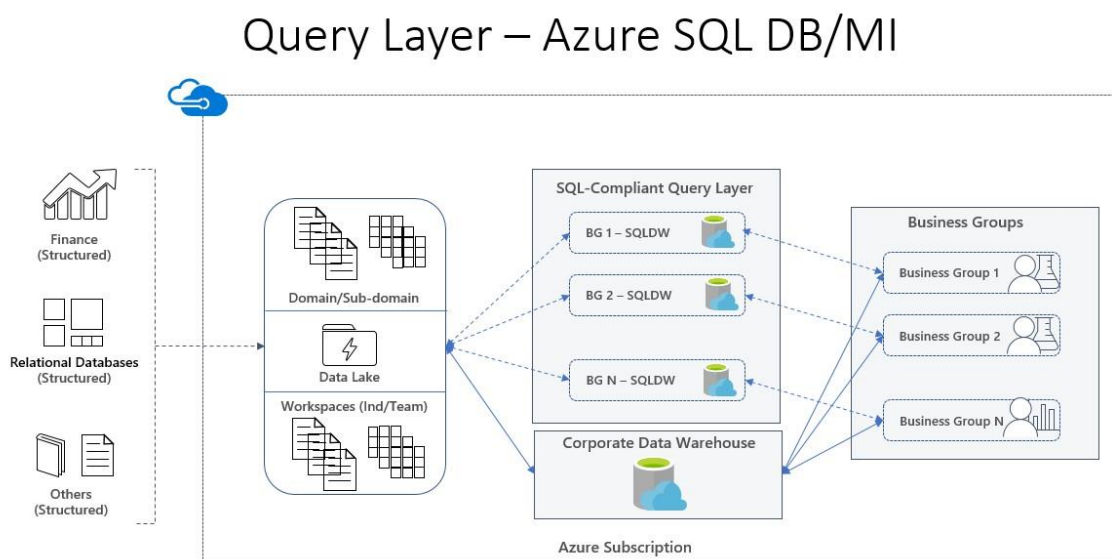 Query Layer – Azure SQL DB/MI
Finance
(Structured)
Relational Databases
(Structured)
Others
(Structured)
Domain/Sub-domain
Data Lake
Workspaces (Ind/Team)
SQL-Compliant Query Layer
BG 1 – SQLDW
BG 2 – SQLDW
BG N – SQLDW
Corporate Data Warehouse
Business Groups
Business Group 1
Business Group 2
Business Group N
Azure Subscription